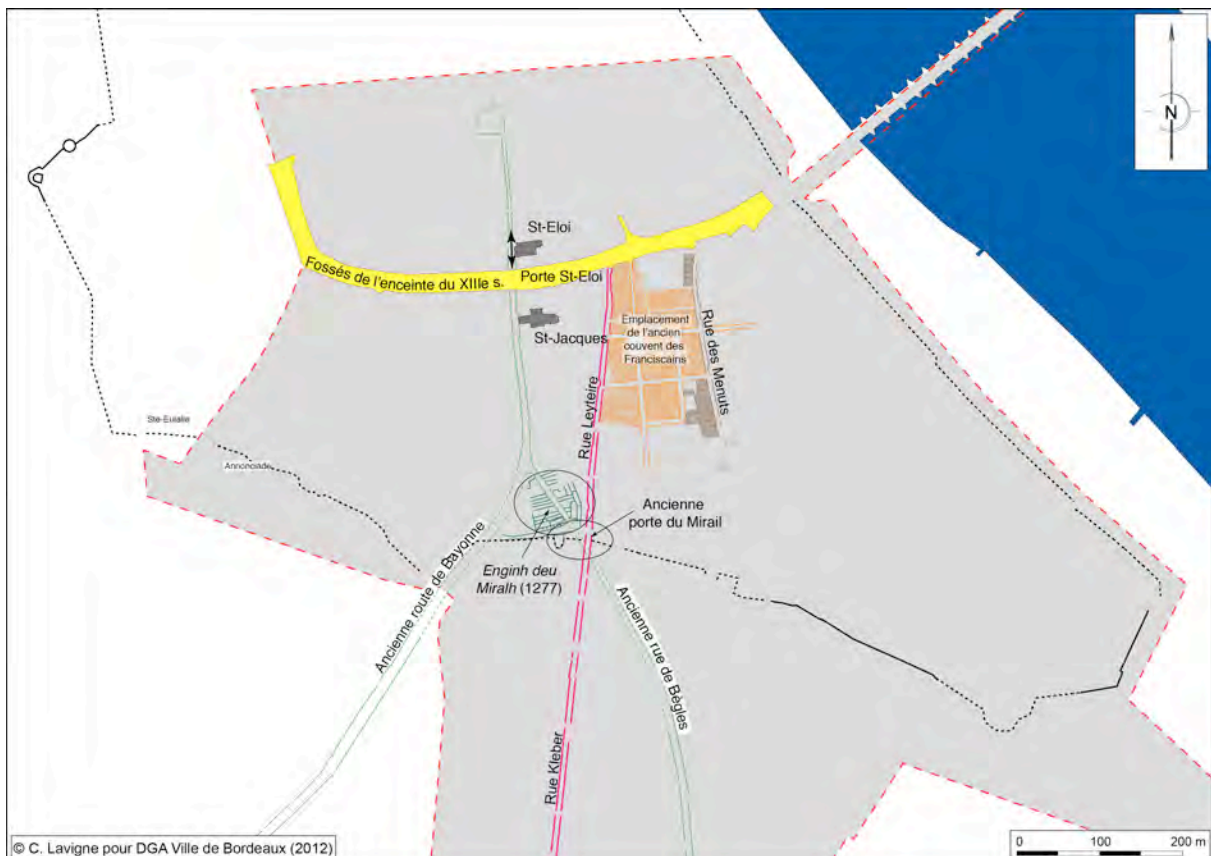 N
St-Eloi
Fossés de l'enceinte du XIIIe s.
Porte St-Eloi
Emplacement
de l'ancien
couvent des
Franciscains
St-Jacques
Rue des Menuts
Rue Leyteire
Ste-Eulalie
Annonciade
Ancienne
porte du Mirail
Enginh deu
Miralh (1277)
Ancienne route de Bayonne
Ancienne rue de Bègles
Rue Kleber
© C. Lavigne pour DGA Ville de Bordeaux (2012)
0 100 200 m